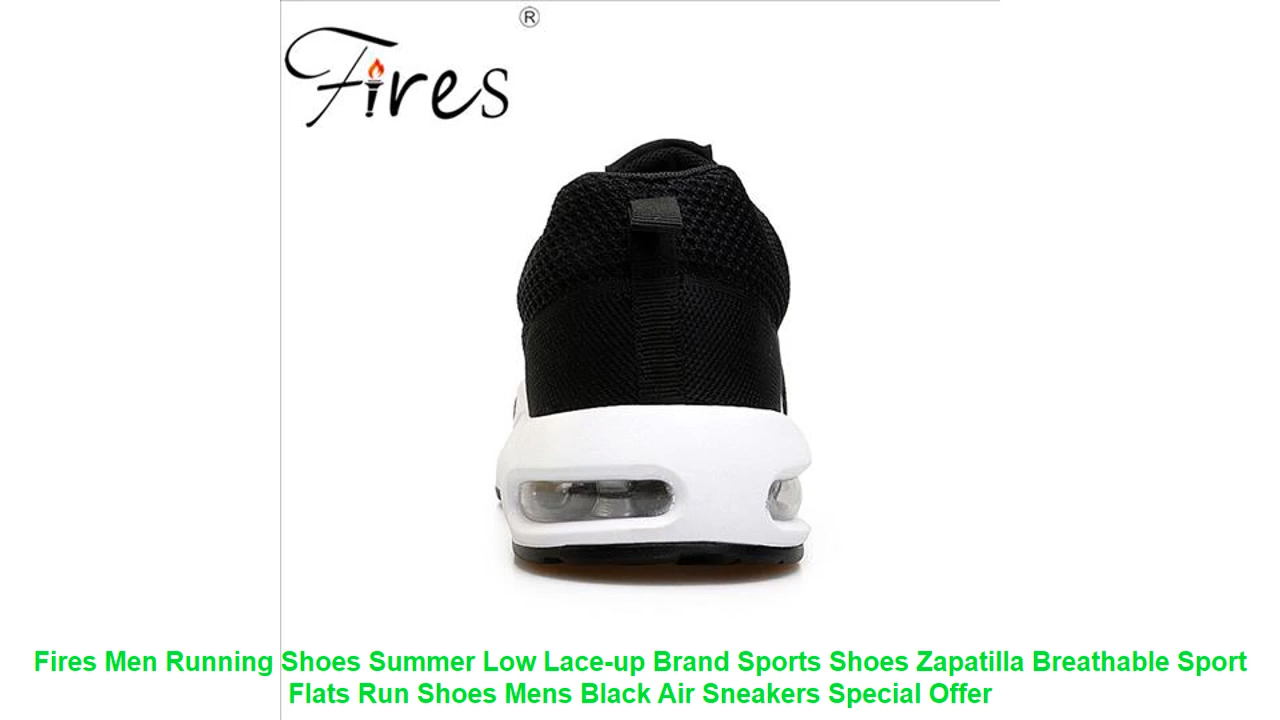 ®
Fires
Fires Men Running Shoes Summer Low Lace-up Brand Sports Shoes Zapatilla Breathable Sport
Flats Run Shoes Mens Black Air Sneakers Special Offer